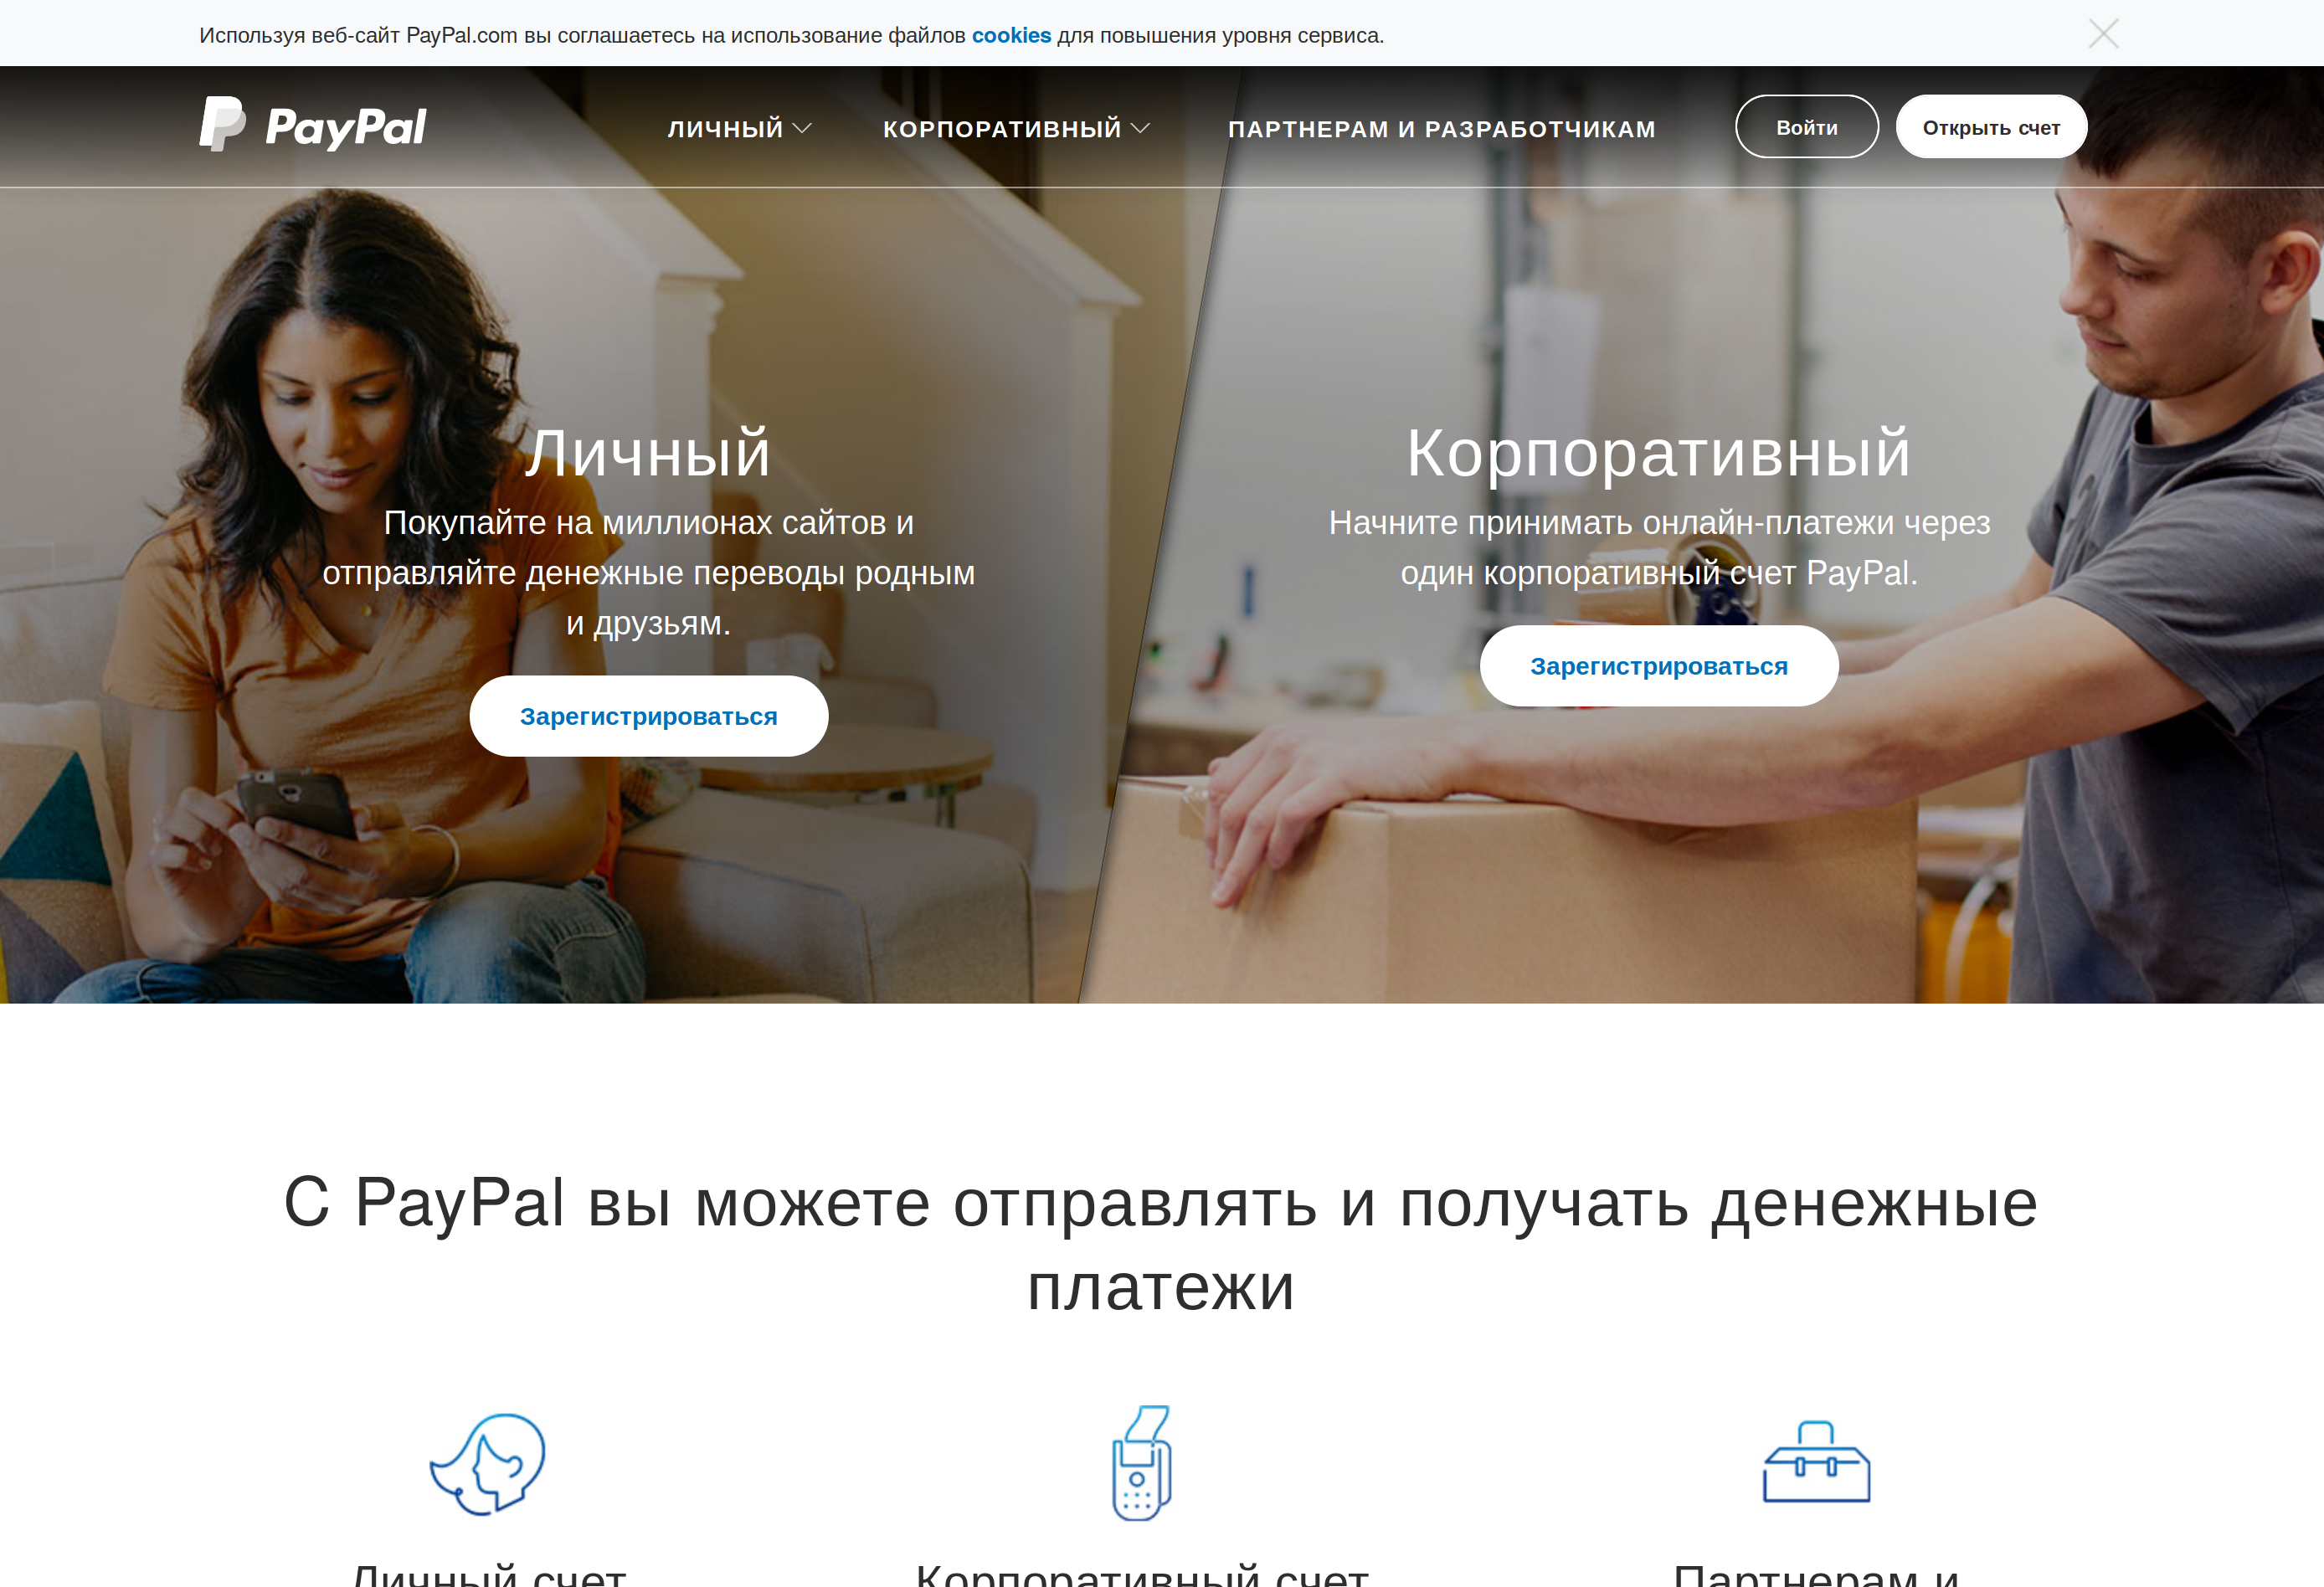 Используя веб-сайт PayPal.com вы соглашаетесь на использование файлов cookies для повышения уровня сервиса.
PayPal
ЛИЧНЫЙ
КОРПОРАТИВНЫЙ
ПАРТНЕРАМ И РАЗРАБОТЧИКАМ
Войти
Открыть счет
Личный
Покупайте на миллионах сайтов и
отправляйте денежные переводы родным
и друзьям.
Зарегистрироваться
Корпоративный
Начните принимать онлайн-платежи через
один корпоративный счет PayPal.
Зарегистрироваться
С PayPal вы можете отправлять и получать денежные
платежи
Личный счет
Корпоративный счет
Партнерам и